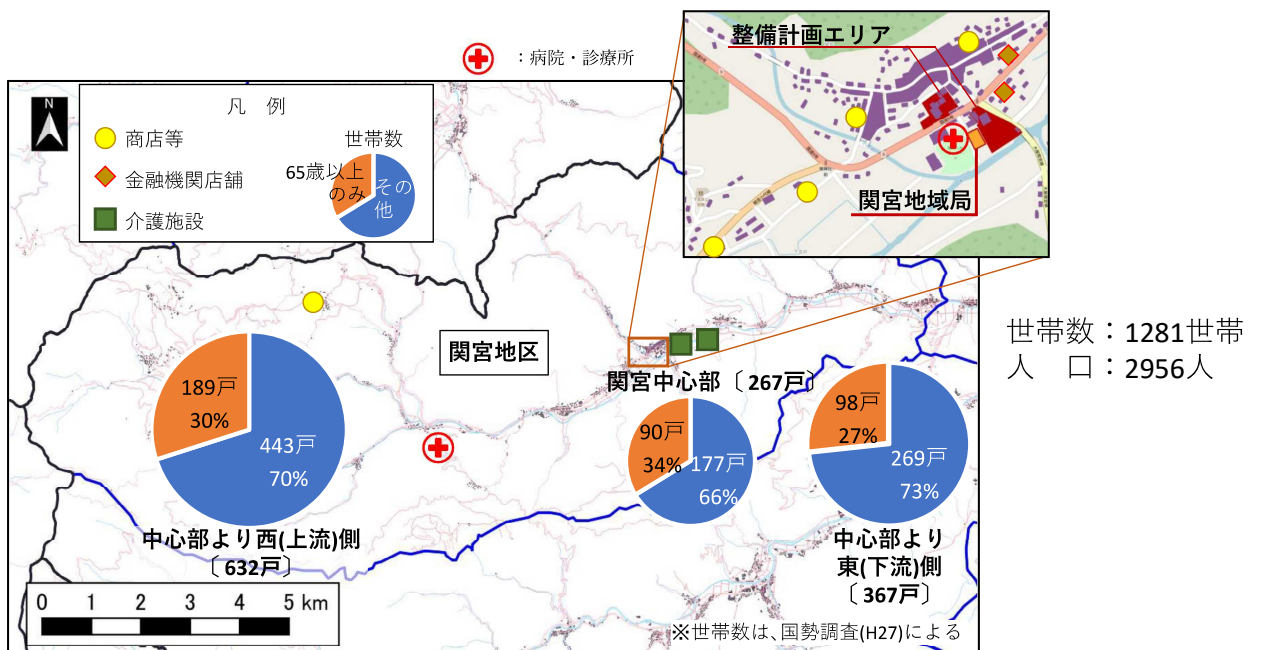 ：病院・診療所
N
凡 例
商店等
金融機関店舗
介護施設
世帯数
65歳以上
のみ
その
他
整備計画エリア
関宮地域局
関宮地区
世帯数：1281世帯
人 口：2956人
189戸
30%
443戸
70%
中心部より西(上流)側
〔632戸〕
関宮中心部〔267戸〕
90戸
34%
177戸
66%
98戸
27%
269戸
73%
中心部より
東(下流)側
〔367戸〕
0 1 2 3 4 5 km
※世帯数は、国勢調査(H27)による